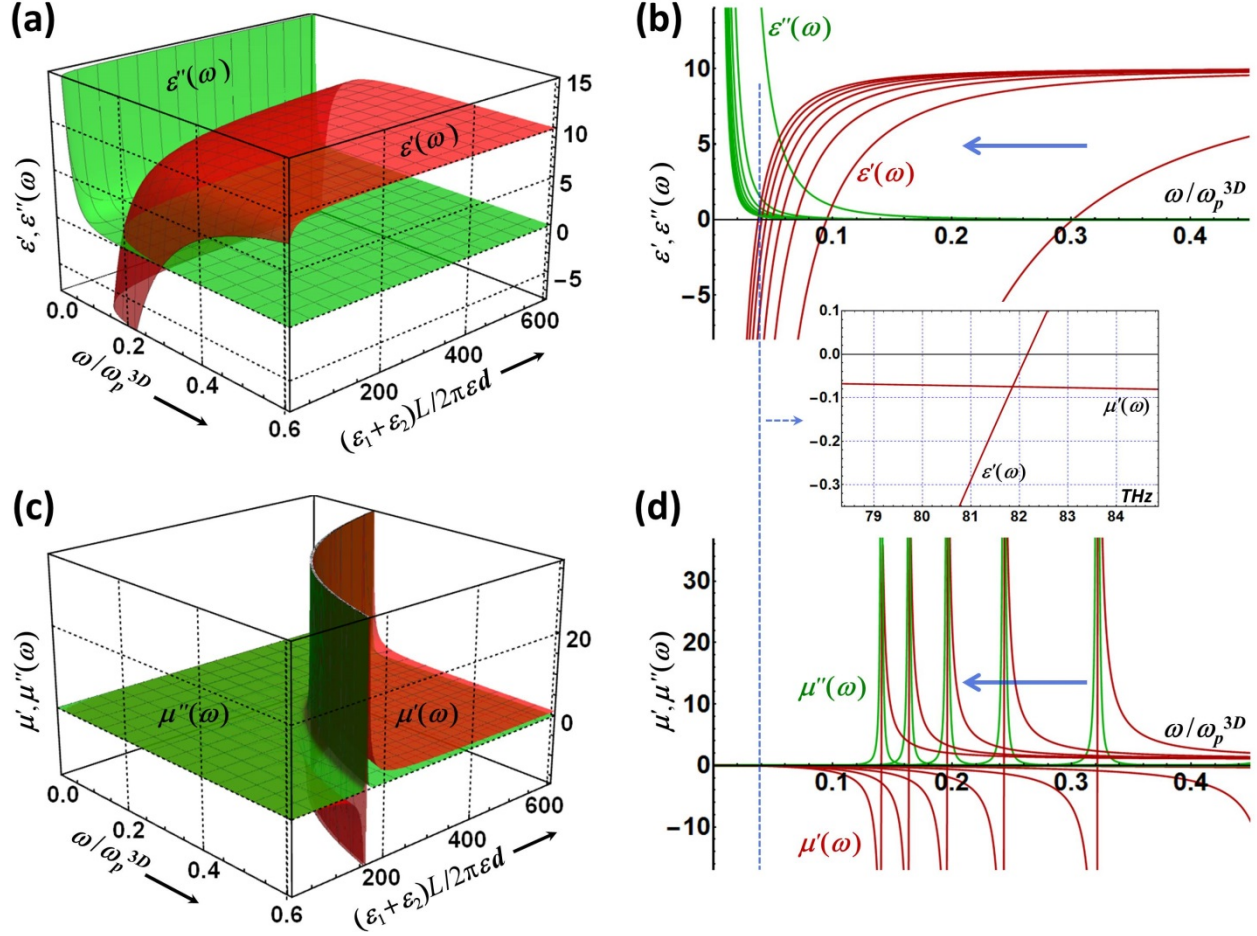 (a)
ε″(ω)
ε′(ω)
ε′, ε″(ω)
15
10
5
0
−5
0.0
0.2
0.4
0.6
ω/ωp3D
200
400
600
(ε1+ε2)L/2πεd
(b)
ε″(ω)
ε′(ω)
ω/ωp3D
ε′, ε″(ω)
10
5
0
−5
0.1
0.2
0.3
0.4
0.1
0.0
−0.1
−0.2
−0.3
μ′(ω)
ε′(ω)
THz
79
80
81
82
83
84
(c)
μ″(ω)
μ′(ω)
μ′, μ″(ω)
20
0
0.0
0.2
0.4
0.6
ω/ωp3D
200
400
600
(ε1+ε2)L/2πεd
(d)
μ″(ω)
μ′(ω)
ω/ωp3D
μ′, μ″(ω)
30
20
10
0
−10
0.1
0.2
0.3
0.4